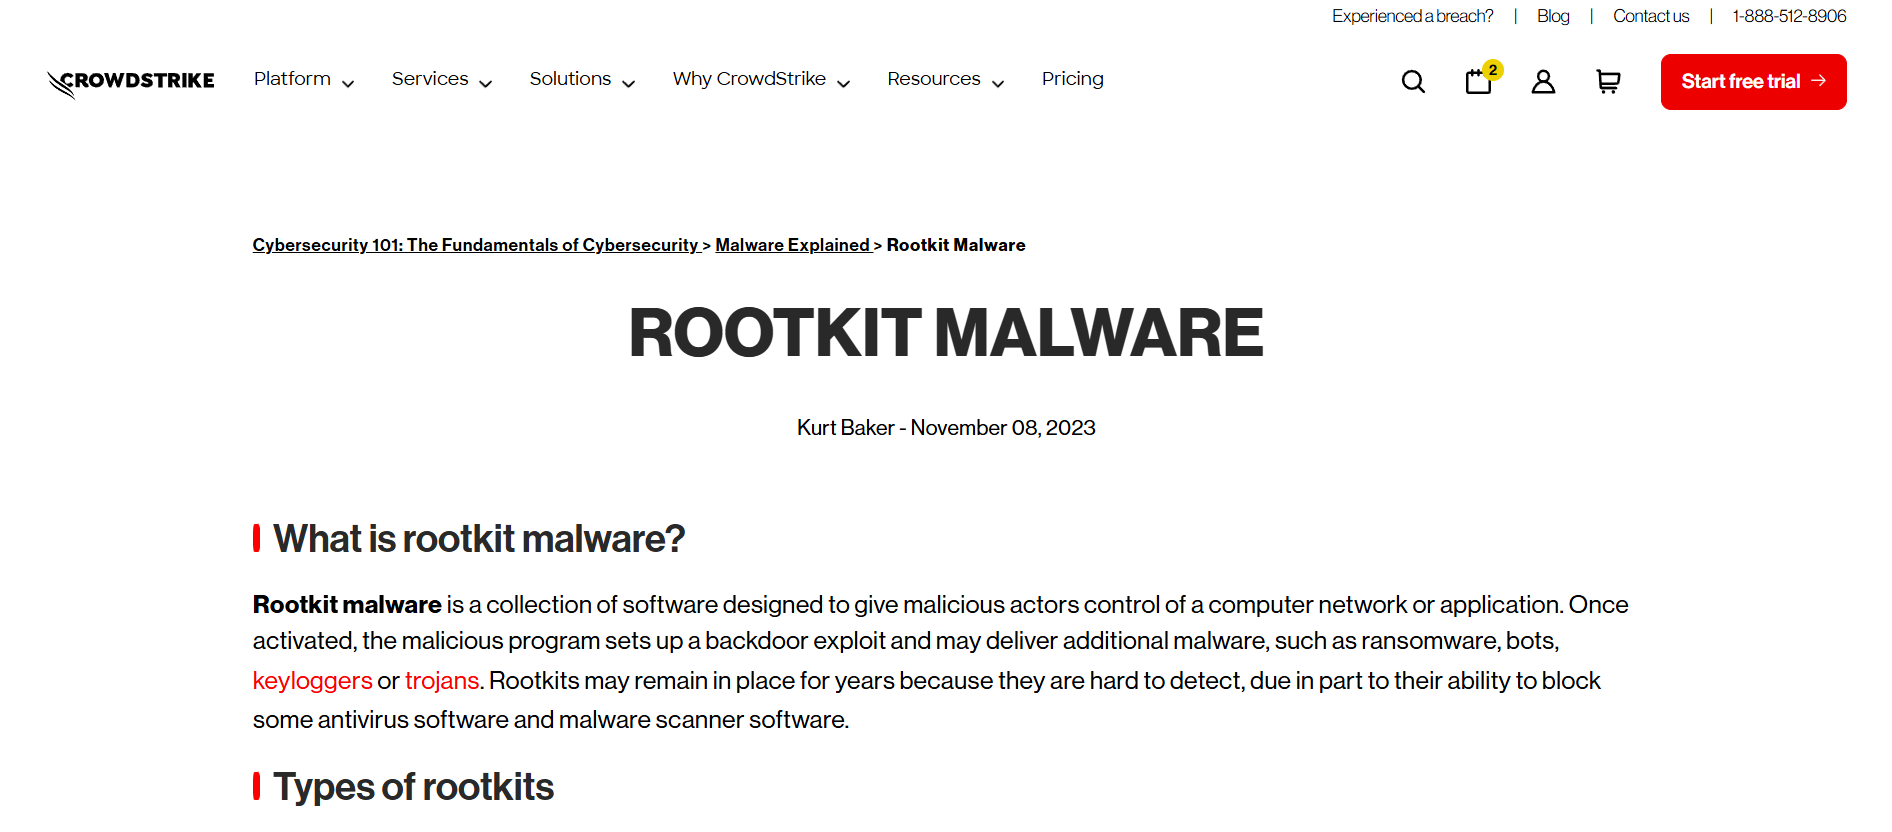 Experienced a breach? | Blog | Contact us | 1-888-512-8906
CROWDSTRIKE Platform Services Solutions Why CrowdStrike Resources Pricing 2 Start free trial →
Cybersecurity 101: The Fundamentals of Cybersecurity > Malware Explained > Rootkit Malware
ROOTKIT MALWARE
Kurt Baker - November 08, 2023
What is rootkit malware?
Rootkit malware is a collection of software designed to give malicious actors control of a computer network or application. Once
activated, the malicious program sets up a backdoor exploit and may deliver additional malware, such as ransomware, bots,
keyloggers or trojans. Rootkits may remain in place for years because they are hard to detect, due in part to their ability to block
some antivirus software and malware scanner software.
Types of rootkits